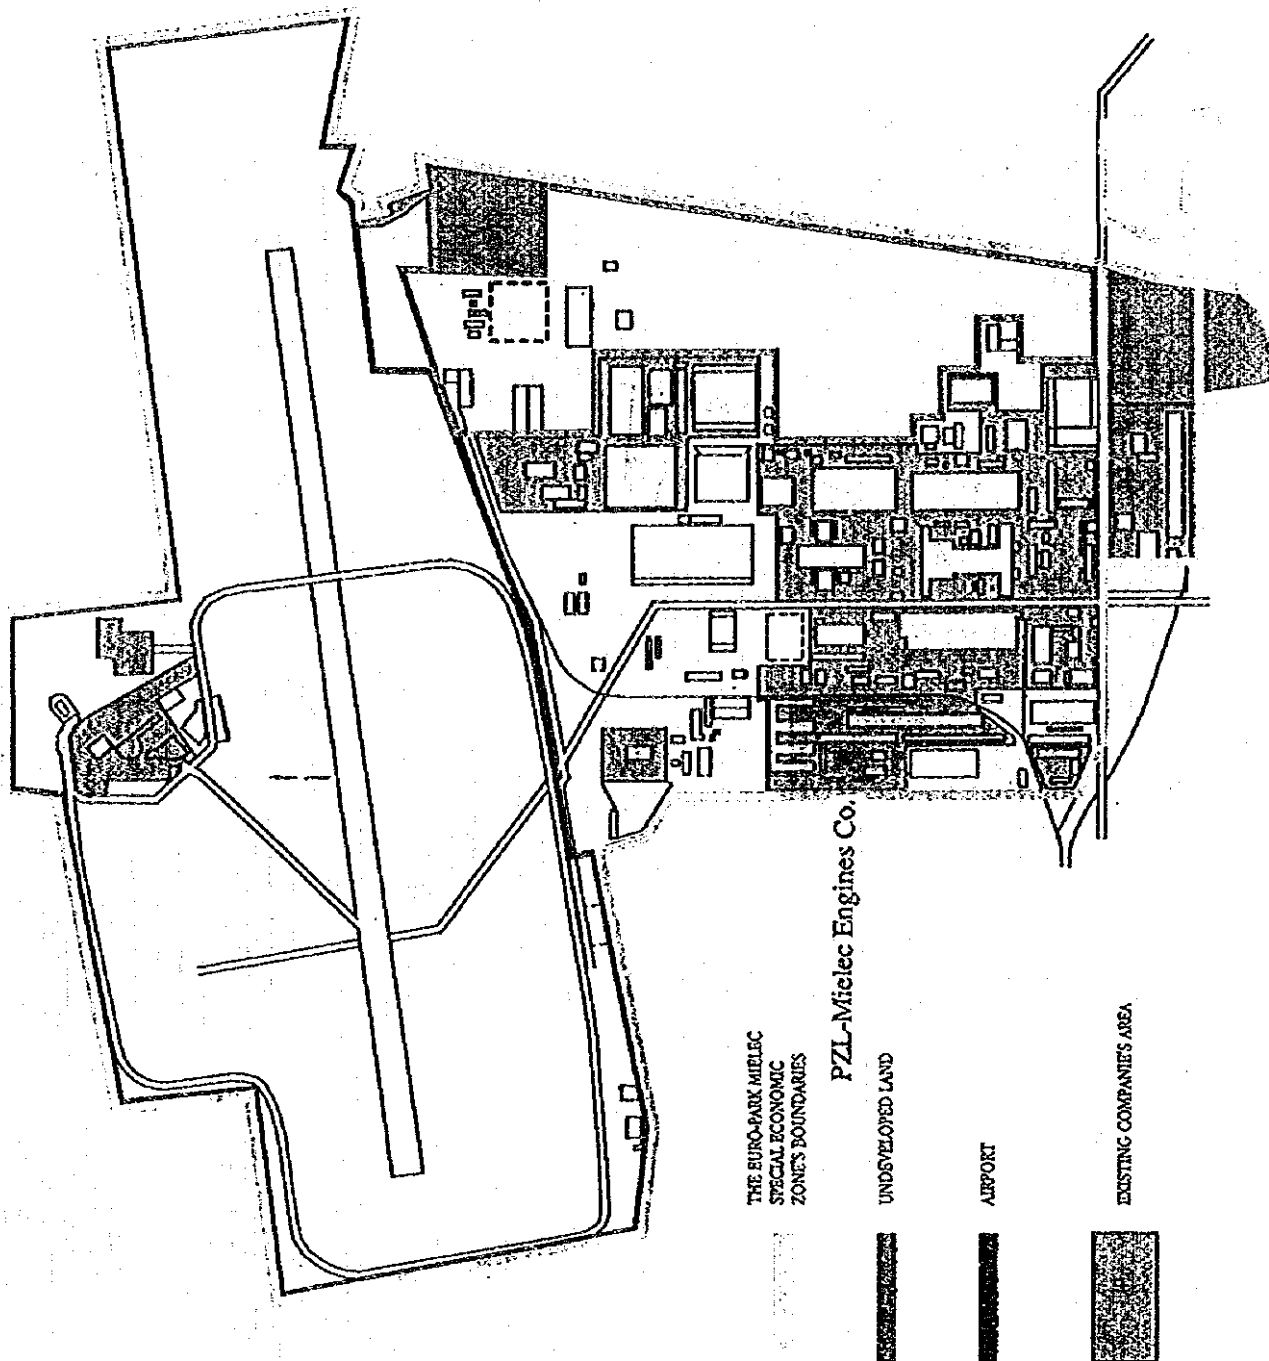 THE EURO-PARK MIELEC
SPECIAL ECONOMIC
ZONE'S BOUNDARIES
PZL-Mielec Engines Co.
UNDEVELOPED LAND
AIRPORT
EXISTING COMPANIE'S AREA